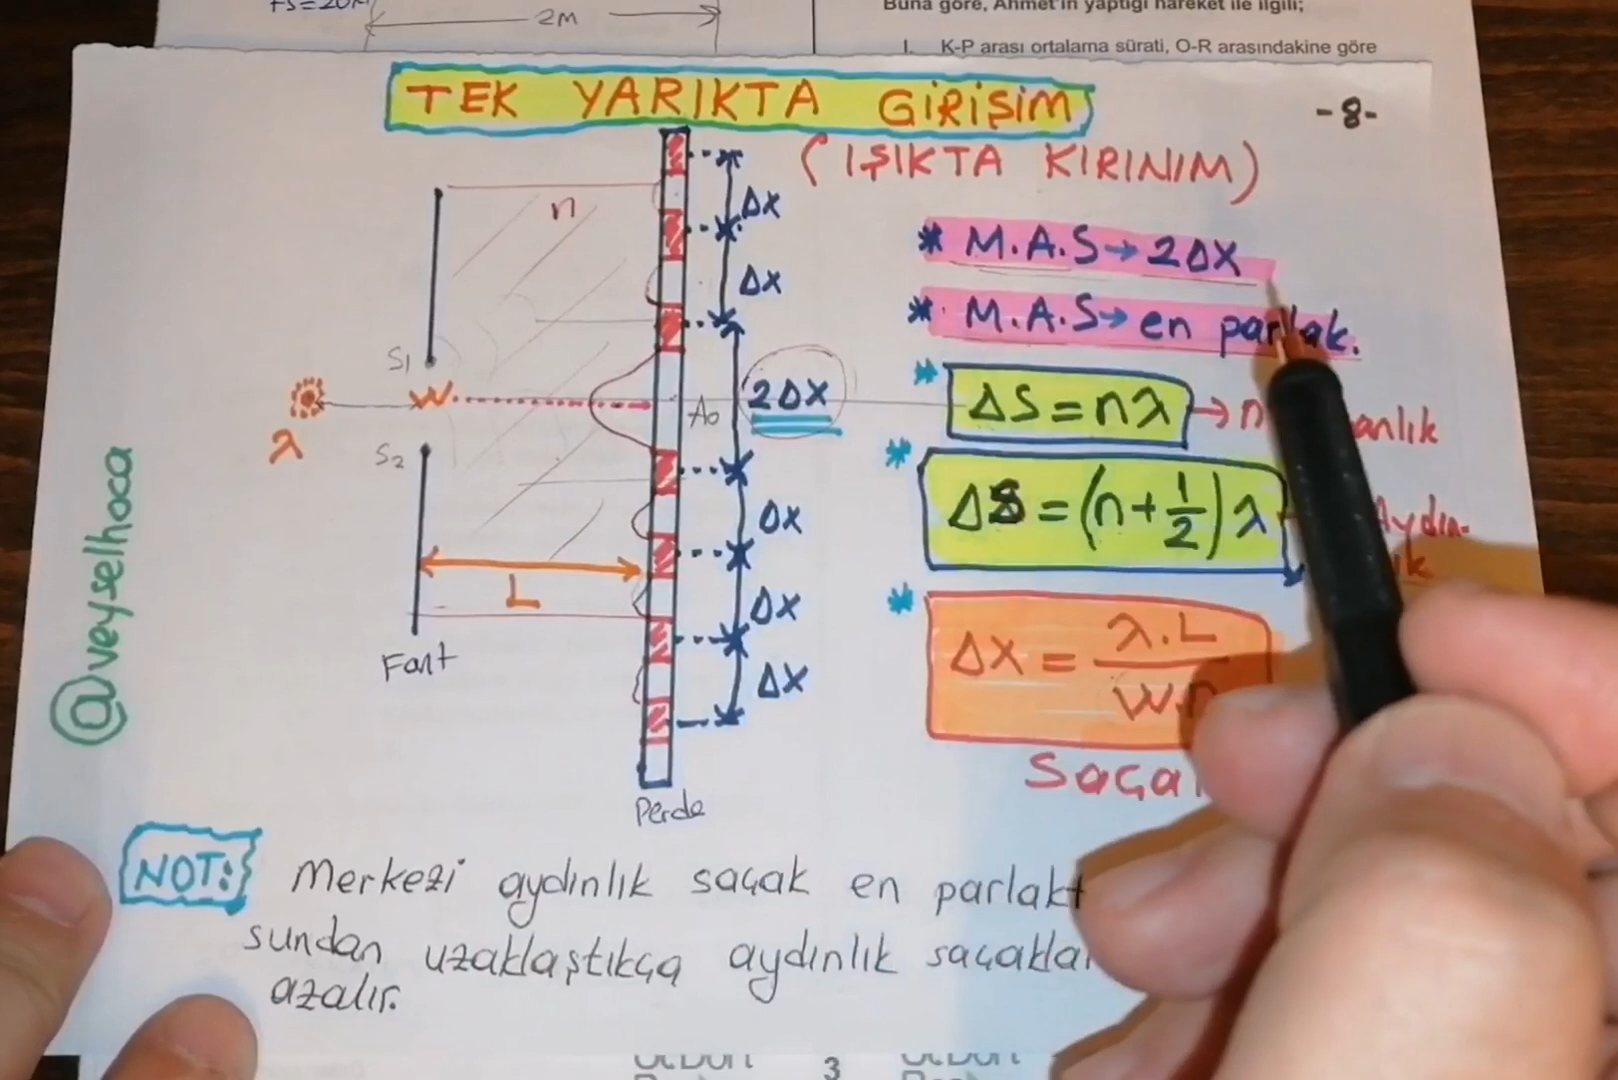 2M
Buna göre, Ahmet'in yaptığı hareket ile ilgili;
I. K-P arası ortalama sürati, O-R arasındakine göre
TEK YARIKTA GİRİŞİM
-8-
(IŞIKTA KIRINIM)
n
ΔX
ΔX
* M.A.S→2ΔX
* M.A.S→en parlak.
S1
W
λ
S2
A0
2ΔX
* ΔS=nλ → n
* ΔS=(n+1/2)λ
ΔX
ΔX
ΔX
L
* ΔX = λ.L / W.n
Fant
Perde
@veyselhoca
NOT: Merkezi aydınlık saçak en parlakt
sundan uzaklaştıkça aydınlık
azalır.
3